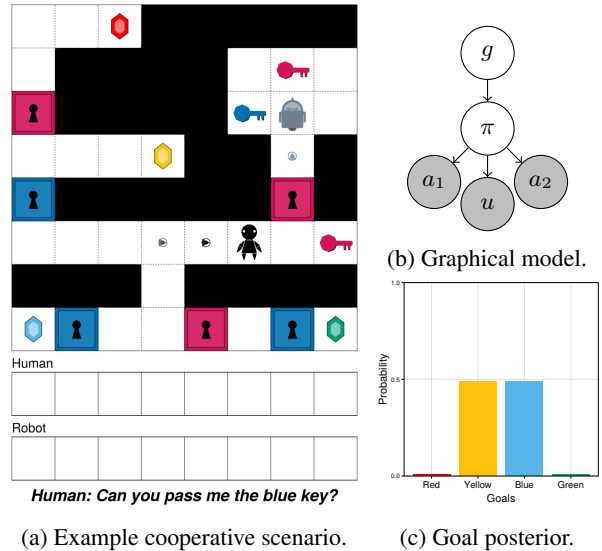 Human
Robot
Human: Can you pass me the blue key?
(a) Example cooperative scenario.
g
π
a₁
u
a₂
(b) Graphical model.
1.0
0.5
0.0
Probability
Red
Yellow
Blue
Green
Goals
(c) Goal posterior.